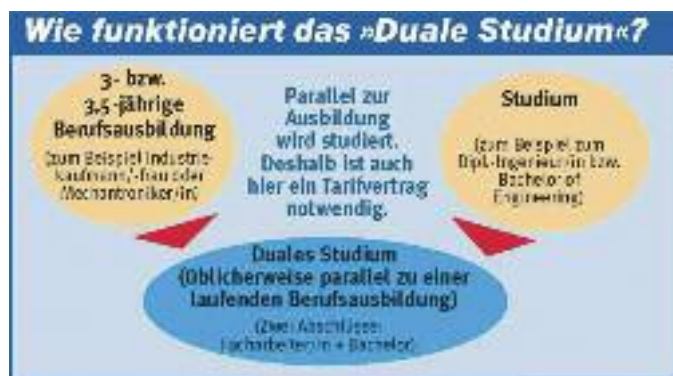 Wie funktioniert das »Duale Studium«?
3- bzw.
3,5-jährige
Berufsausbildung
(zum Beispiel Industrie-
kaufmann/-frau oder
Mechantroniker/in)
Parallel zur
Ausbildung
wird studiert.
Deshalb ist auch
hier ein Tarifvertrag
notwendig.
Studium
(zum Beispiel zum
Dipl.-Ingenieur/in bzw.
Bachelor of
Engineering)
Duales Studium
(Üblicherweise parallel zu einer
laufenden Berufsausbildung)
(Zwei Abschlüsse:
Facharbeiter/in + Bachelor)